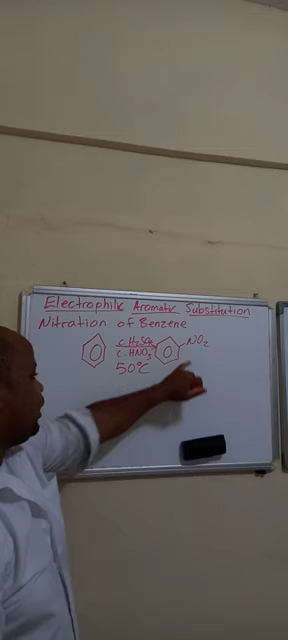 Electrophilic Aromatic Substitution
Nitration of Benzene
c. H₂SO₄
c. HNO₃
NO₂
50°C